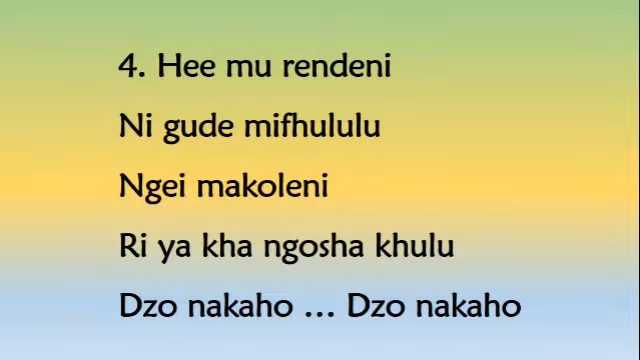 4. Hee mu rendeni
Ni gude mifhululu
Ngei makoleni
Ri ya kha ngosha khulu
Dzo nakaho ... Dzo nakaho